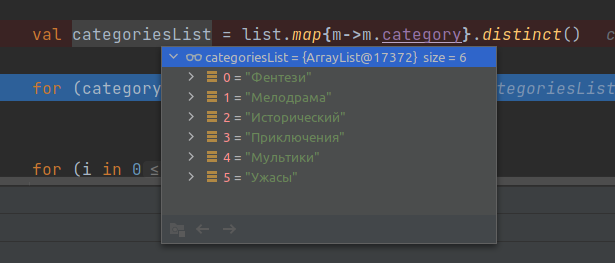 val categoriesList = list.map{m->m.category}.distinct() c
categoriesList = {ArrayList@17372} size = 6
for (category
tegoriesList
0 = "Фентези"
1 = "Мелодрама"
2 = "Исторический"
3 = "Приключения"
4 = "Мультики"
for (i in 0 ≤
5 = "Ужасы"